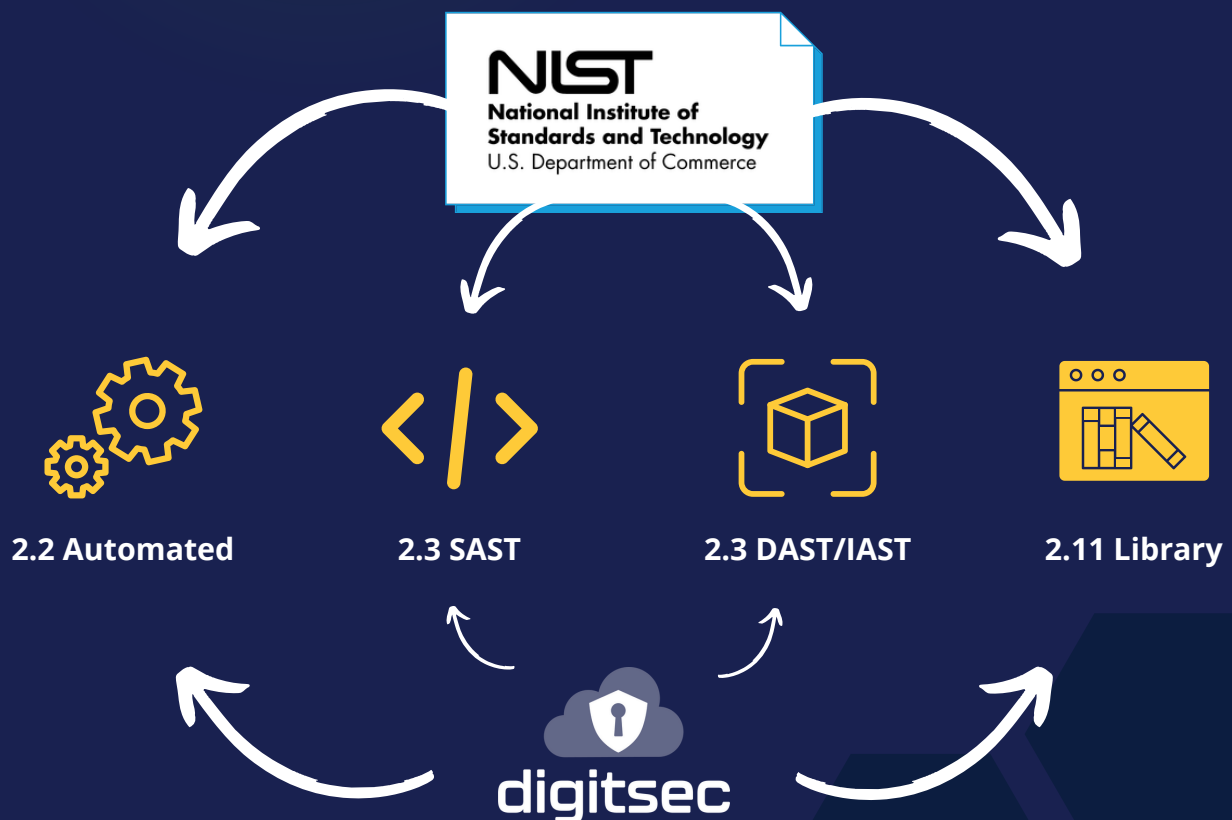 NIST
National Institute of
Standards and Technology
U.S. Department of Commerce
2.2 Automated
2.3 SAST
2.3 DAST/IAST
2.11 Library
digitsec